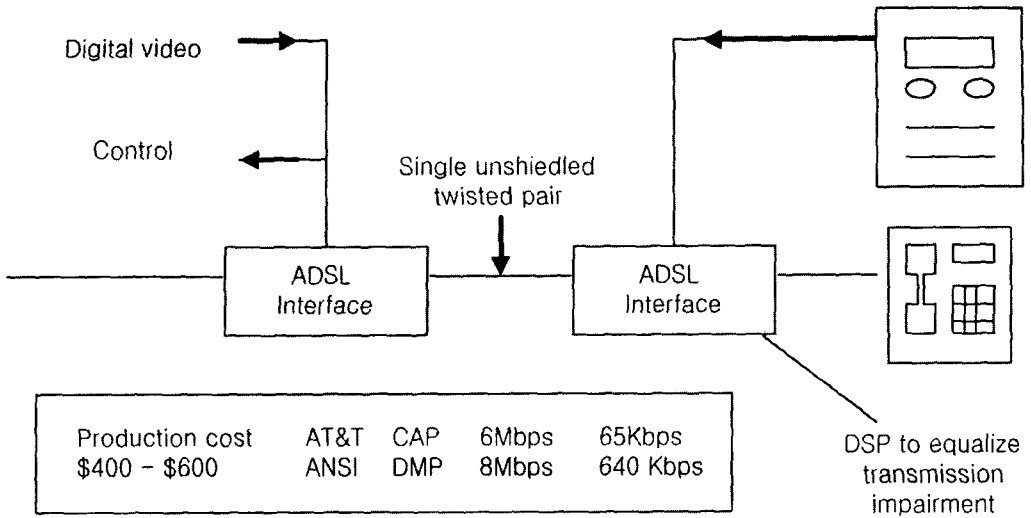 Digital video
Control
Single unshiedled
twisted pair
ADSL
Interface
ADSL
Interface
Production cost AT&T CAP 6Mbps 65Kbps
$400 – $600 ANSI DMP 8Mbps 640 Kbps
DSP to equalize
transmission
impairment